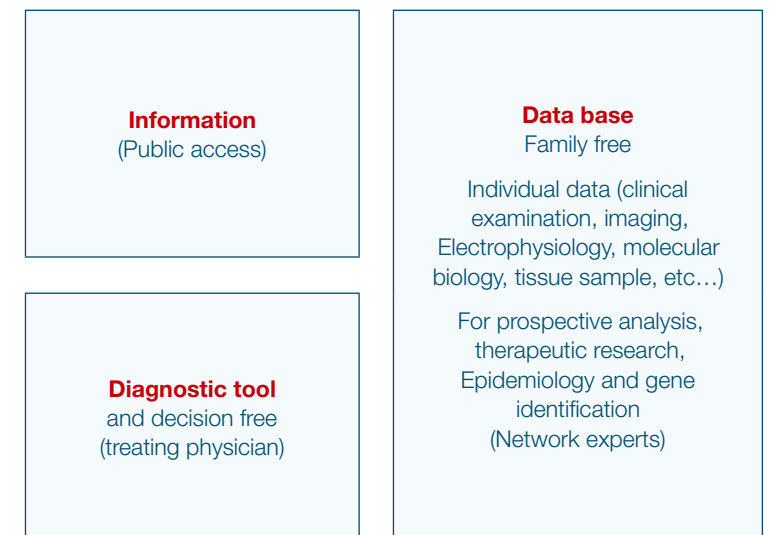 Information
(Public access)
Diagnostic tool
and decision free
(treating physician)
Data base
Family free
Individual data (clinical
examination, imaging,
Electrophysiology, molecular
biology, tissue sample, etc…)
For prospective analysis,
therapeutic research,
Epidemiology and gene
identification
(Network experts)